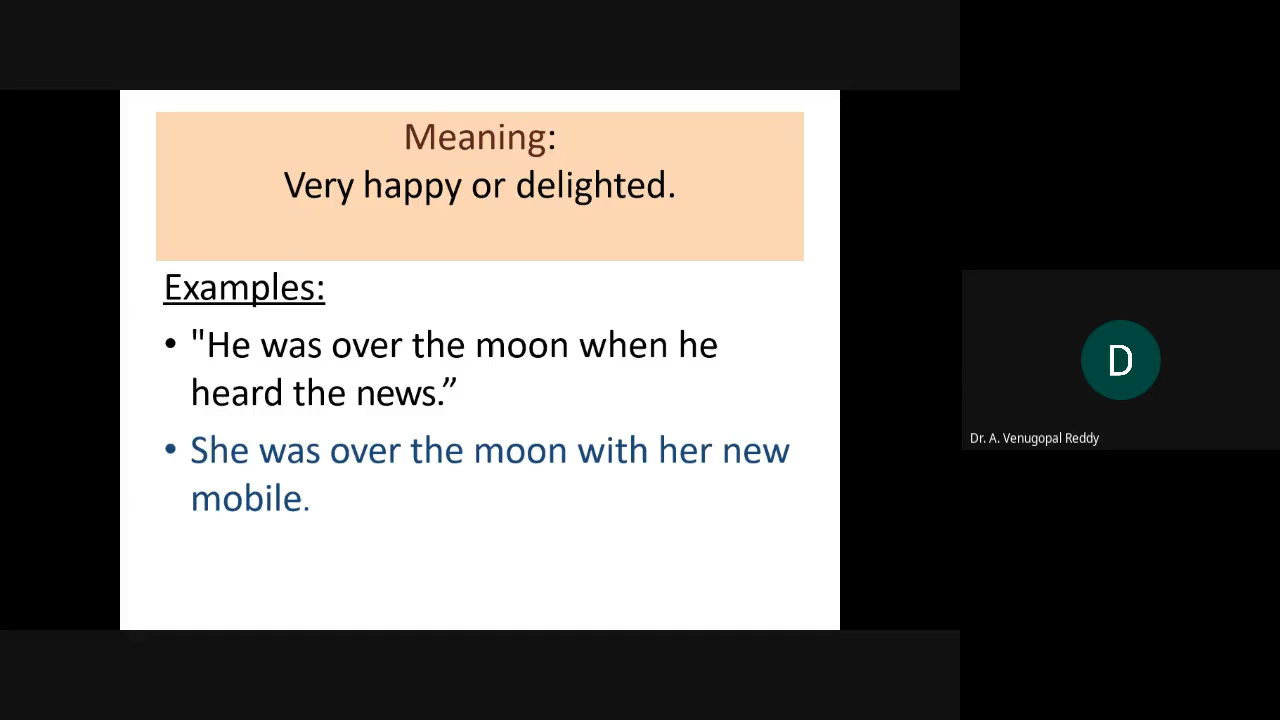 Meaning:
Very happy or delighted.
Examples:
• "He was over the moon when he
heard the news.”
• She was over the moon with her new
mobile.
D
Dr. A. Venugopal Reddy